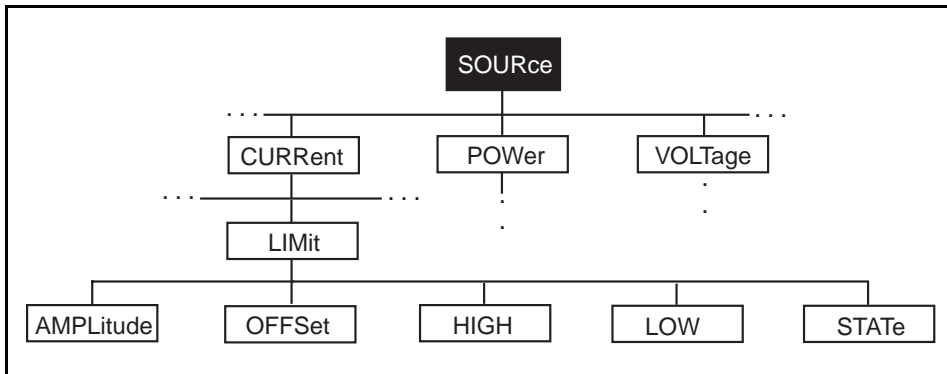 SOURce
CURRent POWer VOLTage
LIMit
AMPLitude OFFSet HIGH LOW STATe